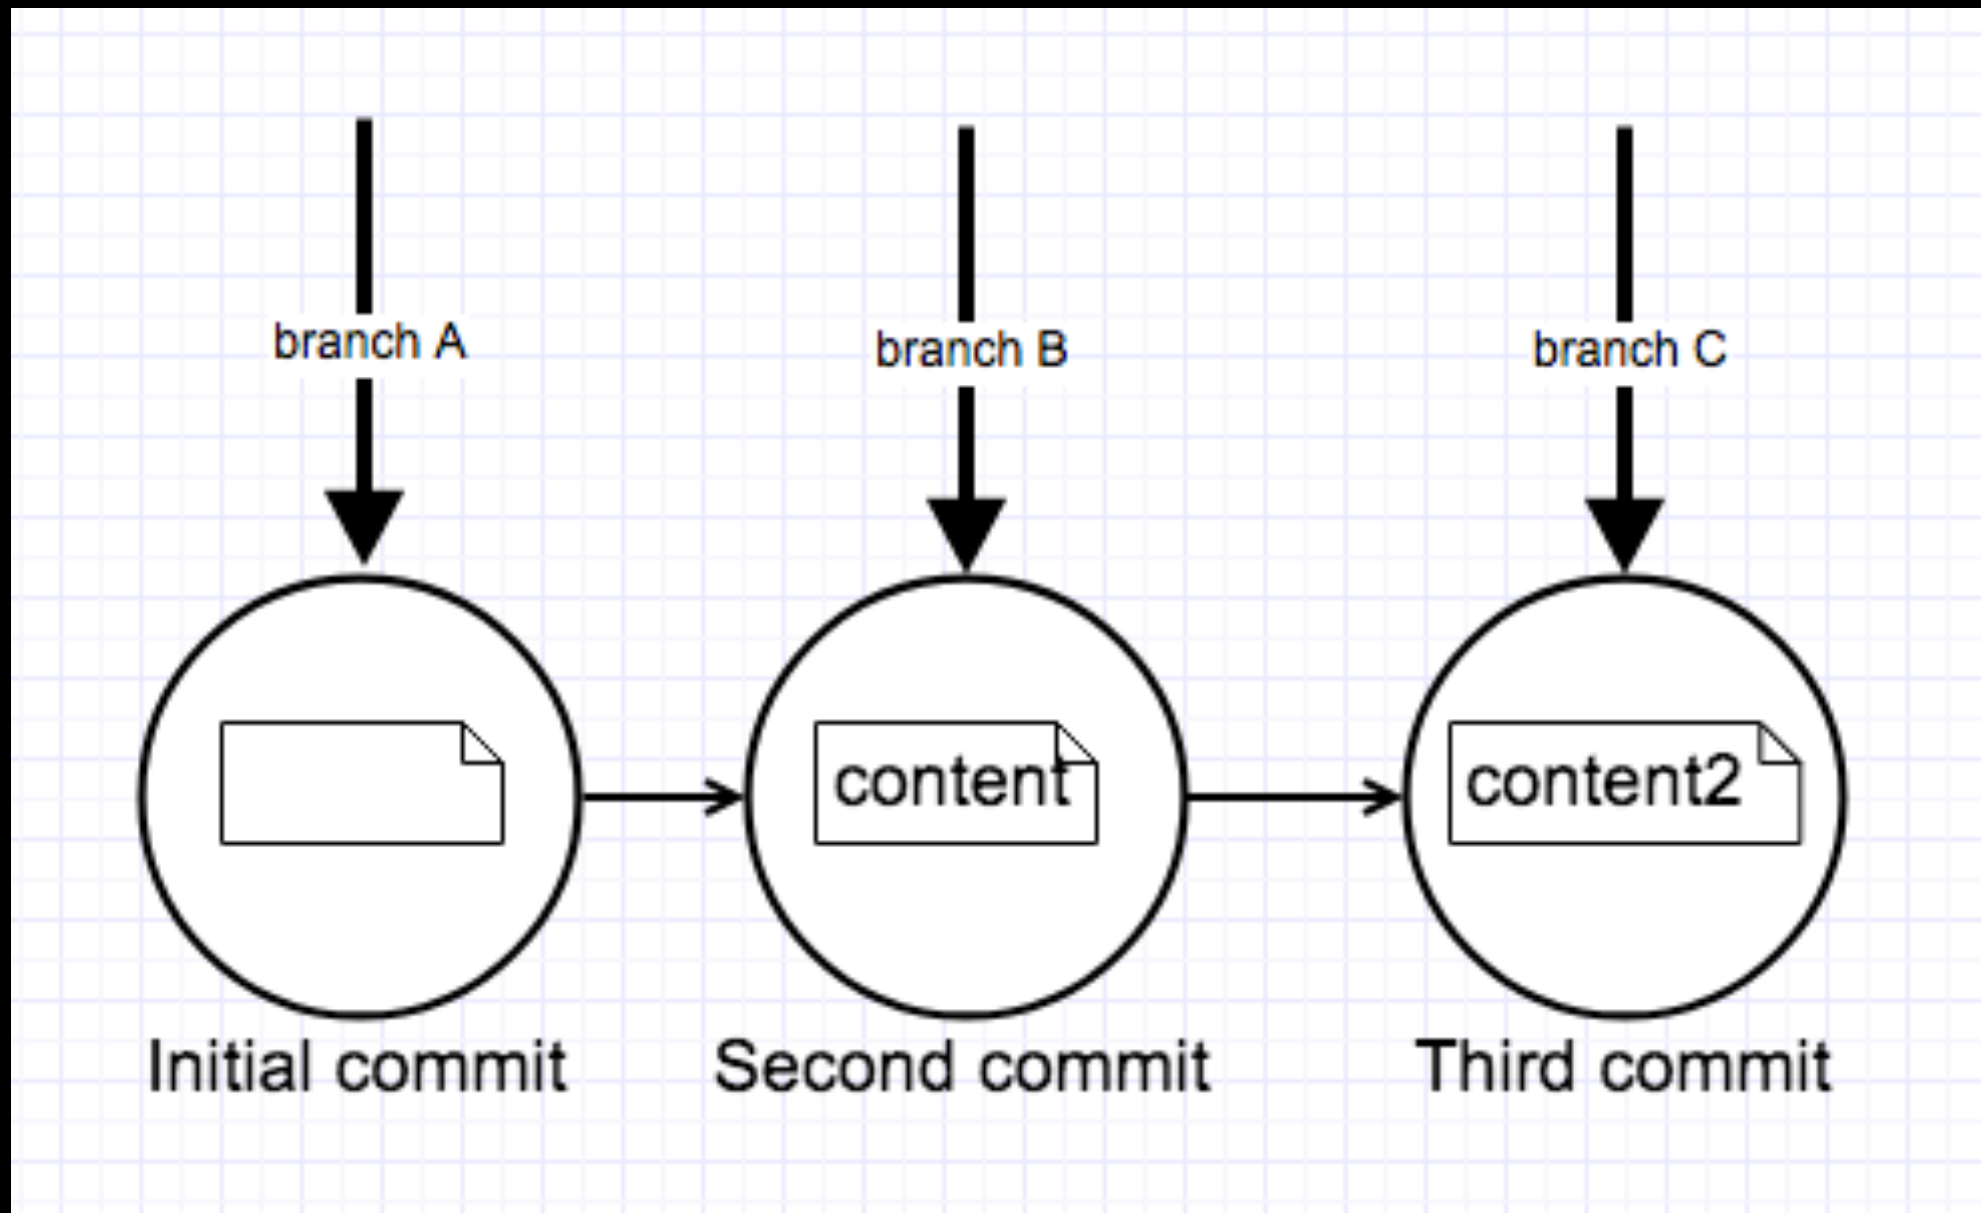 branch A
branch B
branch C
content
content2
Initial commit
Second commit
Third commit